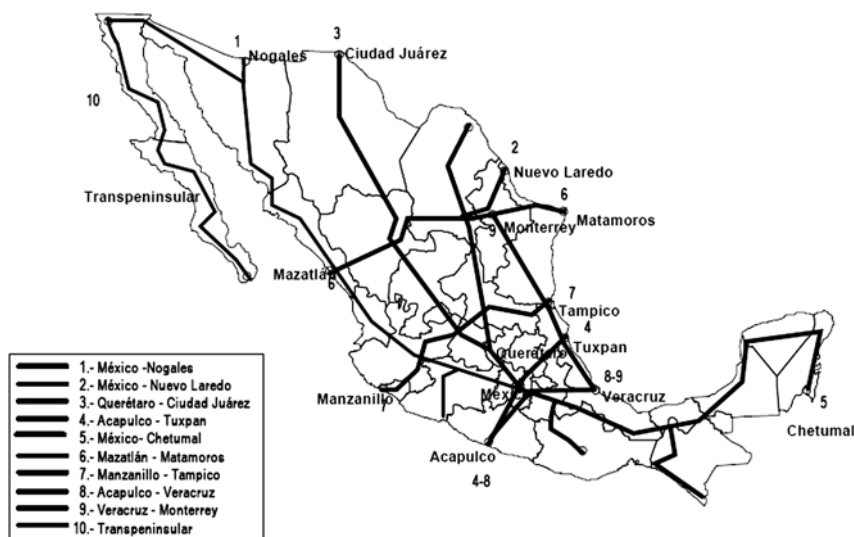 1
Nogales
3
Ciudad Juárez
10
2
Nuevo Laredo
Transpeninsular
6
Matamoros
9
Monterrey
Mazatlán
6
7
Tampico
4
Tuxpan
Querétaro
8-9
Veracruz
México
Manzanillo
7
5
Chetumal
Acapulco
4-8
1.- México -Nogales
2.- México - Nuevo Laredo
3.- Querétaro - Ciudad Juárez
4.- Acapulco - Tuxpan
5.- México- Chetumal
6.- Mazatlán - Matamoros
7.- Manzanillo - Tampico
8.- Acapulco - Veracruz
9.- Veracruz - Monterrey
10.- Transpeninsular